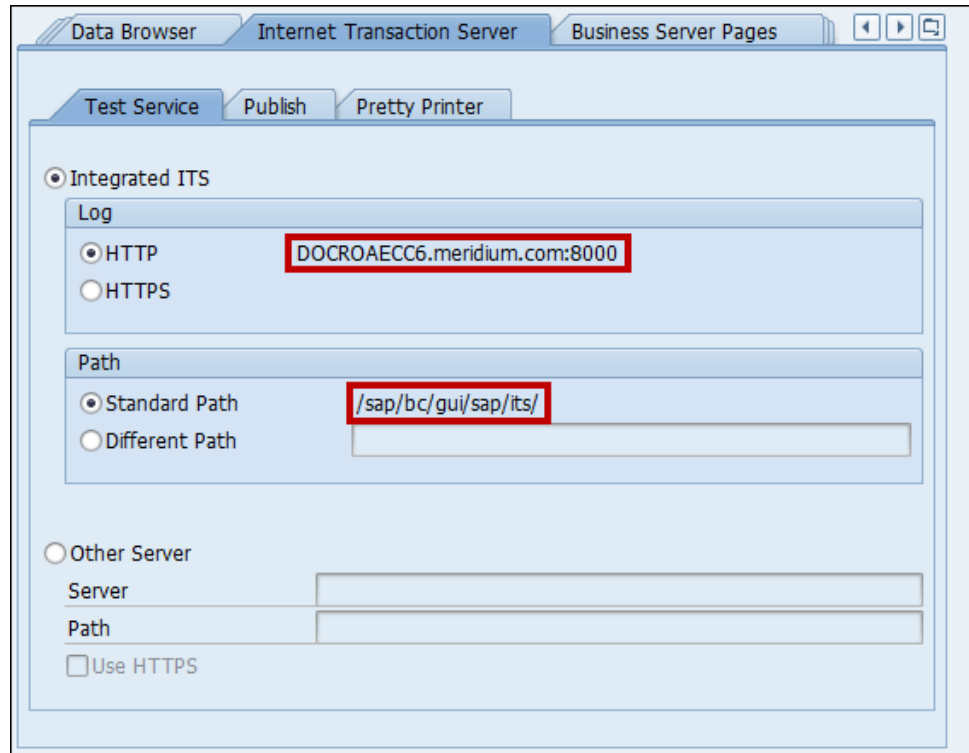 Data Browser Internet Transaction Server Business Server Pages
Test Service Publish Pretty Printer
Integrated ITS
Log
HTTP DOCROAECC6.meridium.com:8000
HTTPS
Path
Standard Path /sap/bc/gui/sap/its/
Different Path
Other Server
Server
Path
Use HTTPS